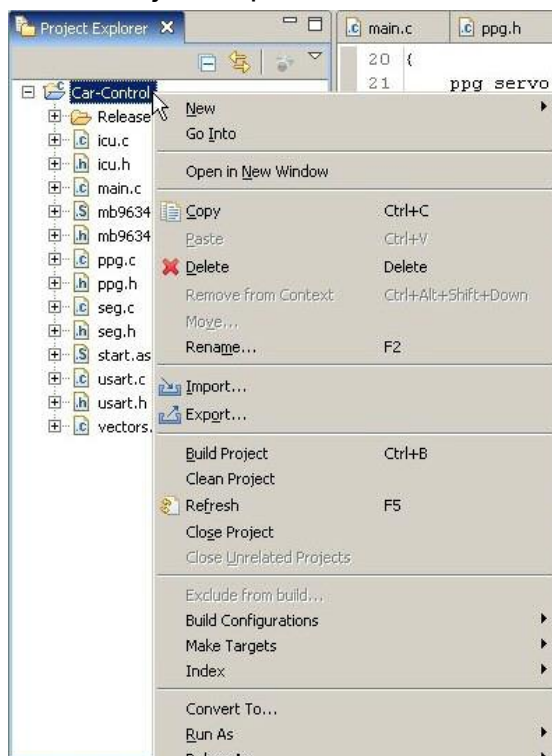 Project Explorer
main.c
ppg.h
20 {
21 ppg servo
Car-Control
Release
icu.c
icu.h
main.c
mb9634
mb9634
ppg.c
ppg.h
seg.c
seg.h
start.as
usart.c
usart.h
vectors.
New
Go Into
Open in New Window
Copy Ctrl+C
Paste Ctrl+V
Delete Delete
Remove from Context Ctrl+Alt+Shift+Down
Move...
Rename... F2
Import...
Export...
Build Project Ctrl+B
Clean Project
Refresh F5
Close Project
Close Unrelated Projects
Exclude from build...
Build Configurations
Make Targets
Index
Convert To...
Run As